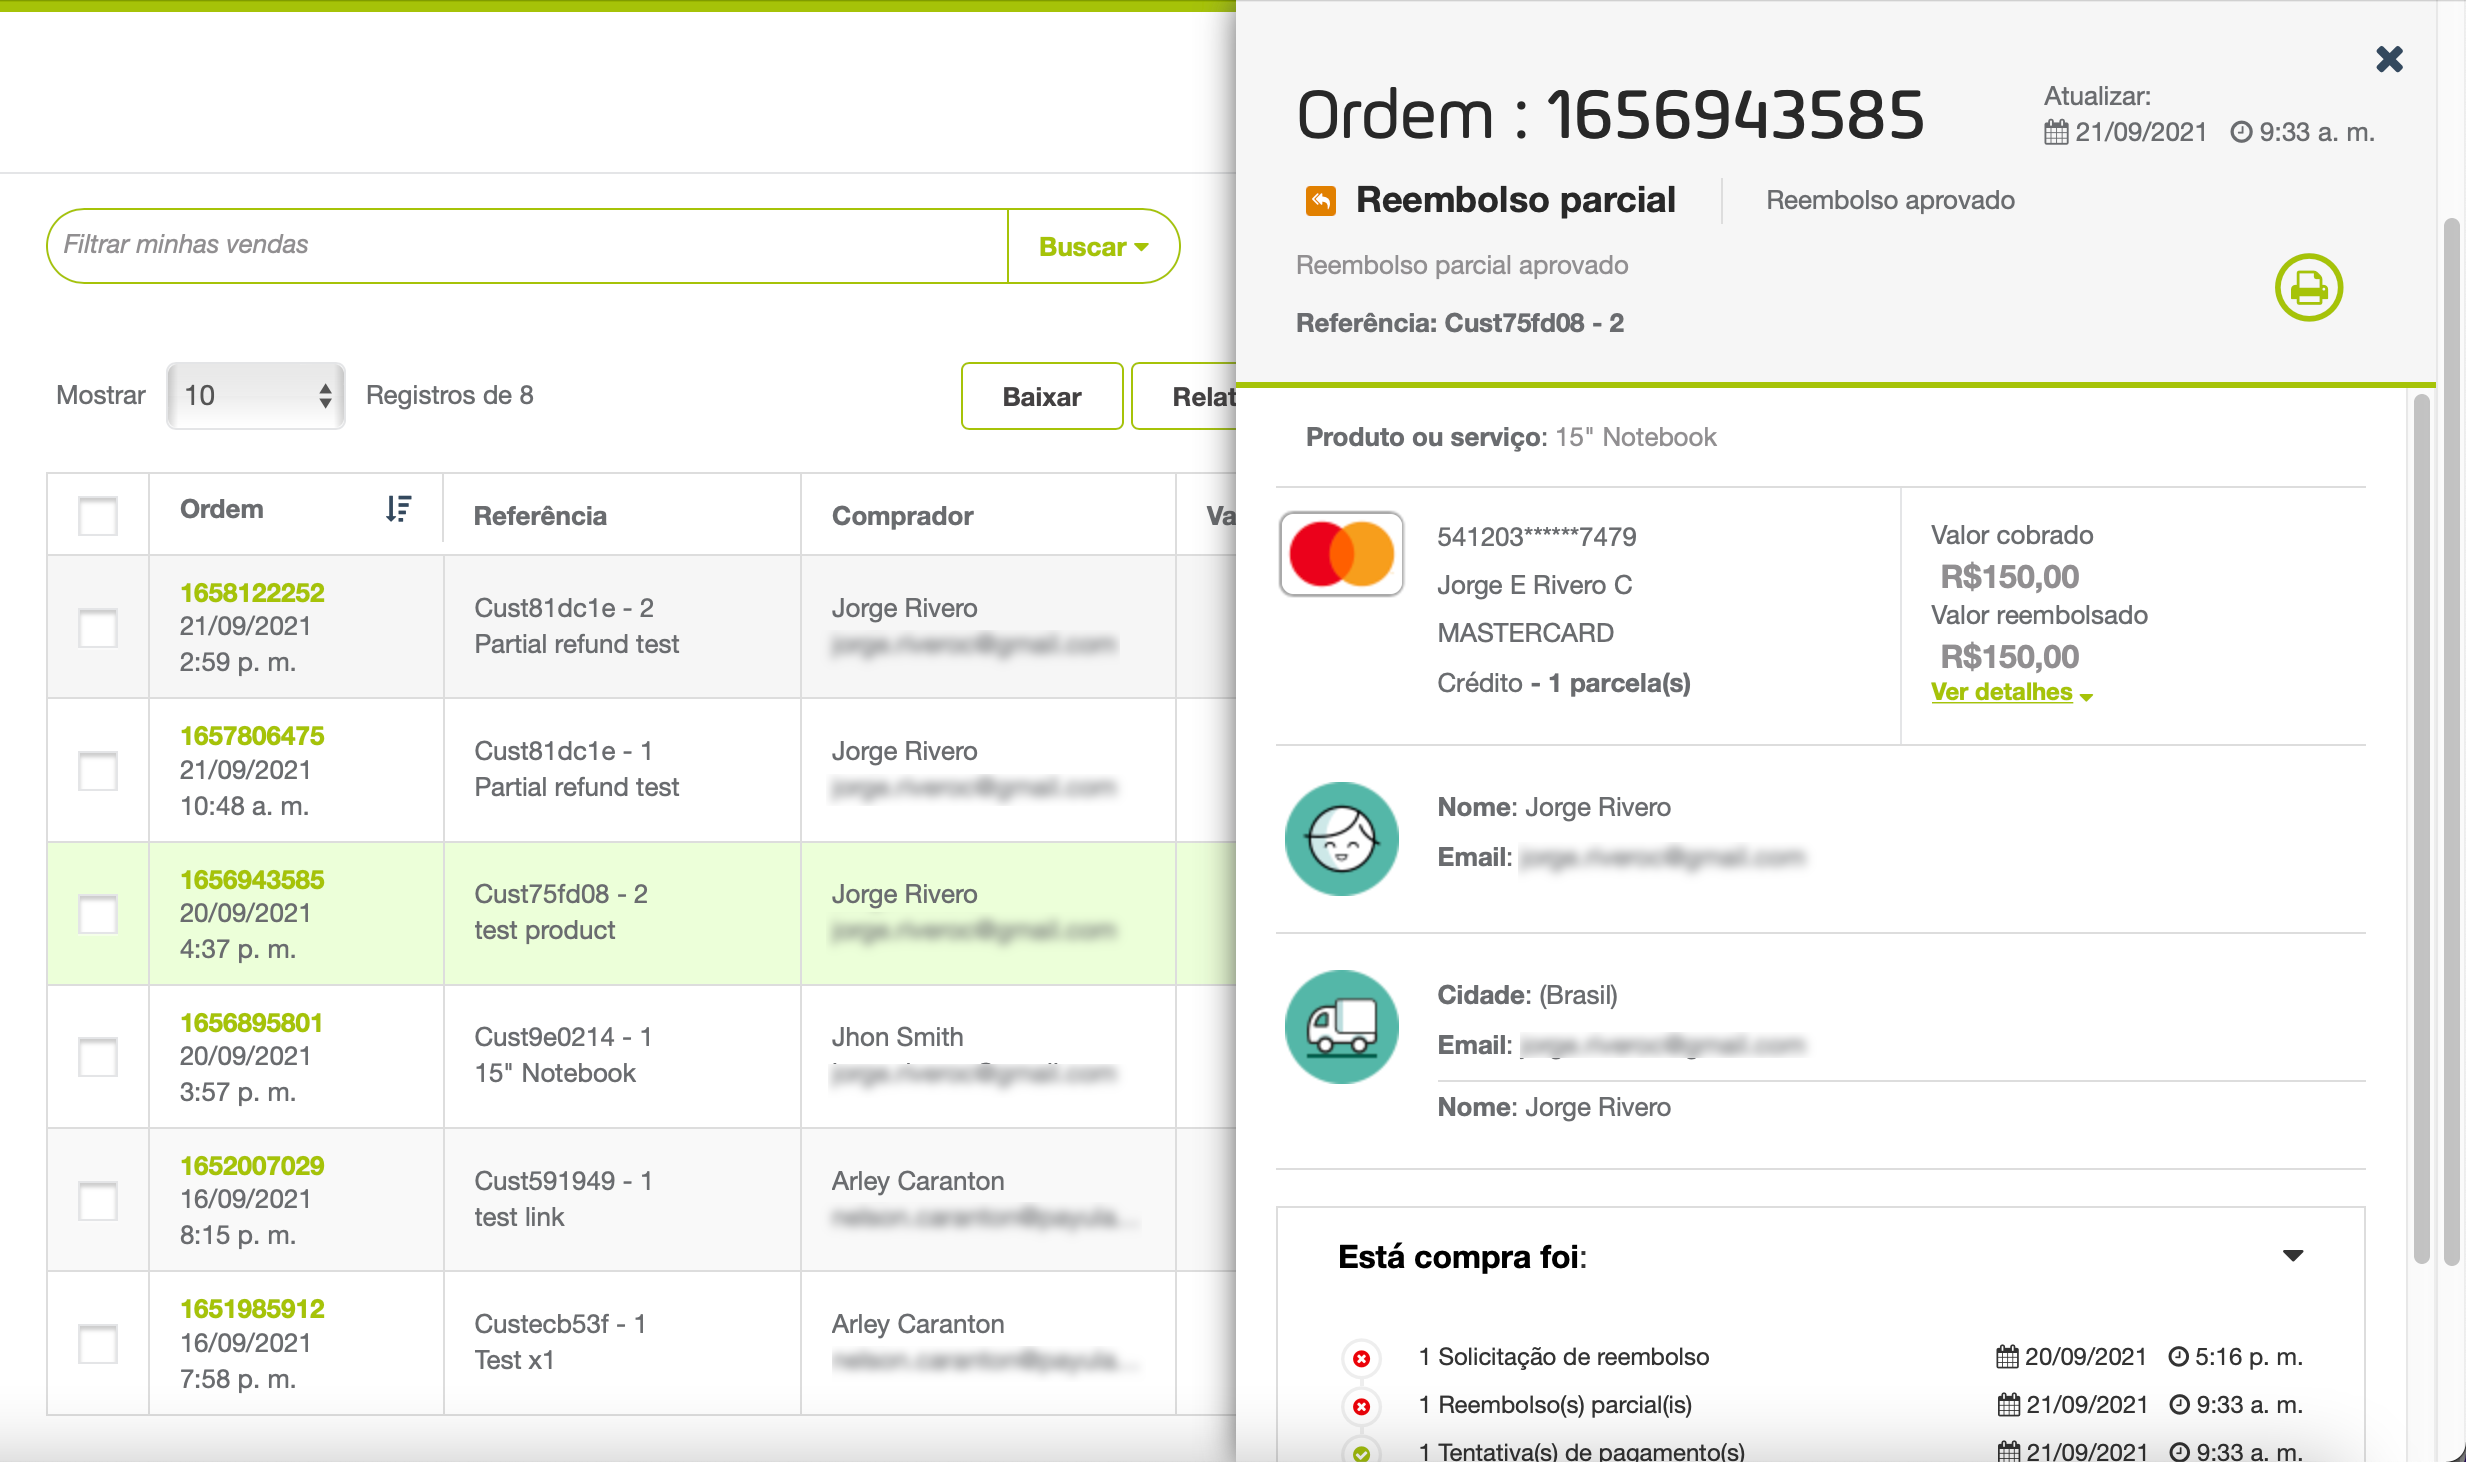 Filtrar minhas vendas
Buscar
Mostrar 10 Registros de 8
Baixar
Relat
Ordem Referência Comprador Va
1658122252
21/09/2021
2:59 p. m.
Cust81dc1e - 2
Partial refund test
Jorge Rivero
1657806475
21/09/2021
10:48 a. m.
Cust81dc1e - 1
Partial refund test
Jorge Rivero
1656943585
20/09/2021
4:37 p. m.
Cust75fd08 - 2
test product
Jorge Rivero
1656895801
20/09/2021
3:57 p. m.
Cust9e0214 - 1
15" Notebook
Jhon Smith
1652007029
16/09/2021
8:15 p. m.
Cust591949 - 1
test link
Arley Caranton
1651985912
16/09/2021
7:58 p. m.
Custecb53f - 1
Test x1
Arley Caranton
Ordem : 1656943585
Atualizar:
21/09/2021 9:33 a. m.
Reembolso parcial
Reembolso aprovado
Reembolso parcial aprovado
Referência: Cust75fd08 - 2
Produto ou serviço: 15" Notebook
541203******7479
Jorge E Rivero C
MASTERCARD
Crédito - 1 parcela(s)
Valor cobrado
R$150,00
Valor reembolsado
R$150,00
Ver detalhes
Nome: Jorge Rivero
Email:
Cidade: (Brasil)
Email:
Nome: Jorge Rivero
Está compra foi:
1 Solicitação de reembolso 20/09/2021 5:16 p. m.
1 Reembolso(s) parcial(is) 21/09/2021 9:33 a. m.
1 Tentativa(s) de pagamento(s) 21/09/2021 9:33 a. m.